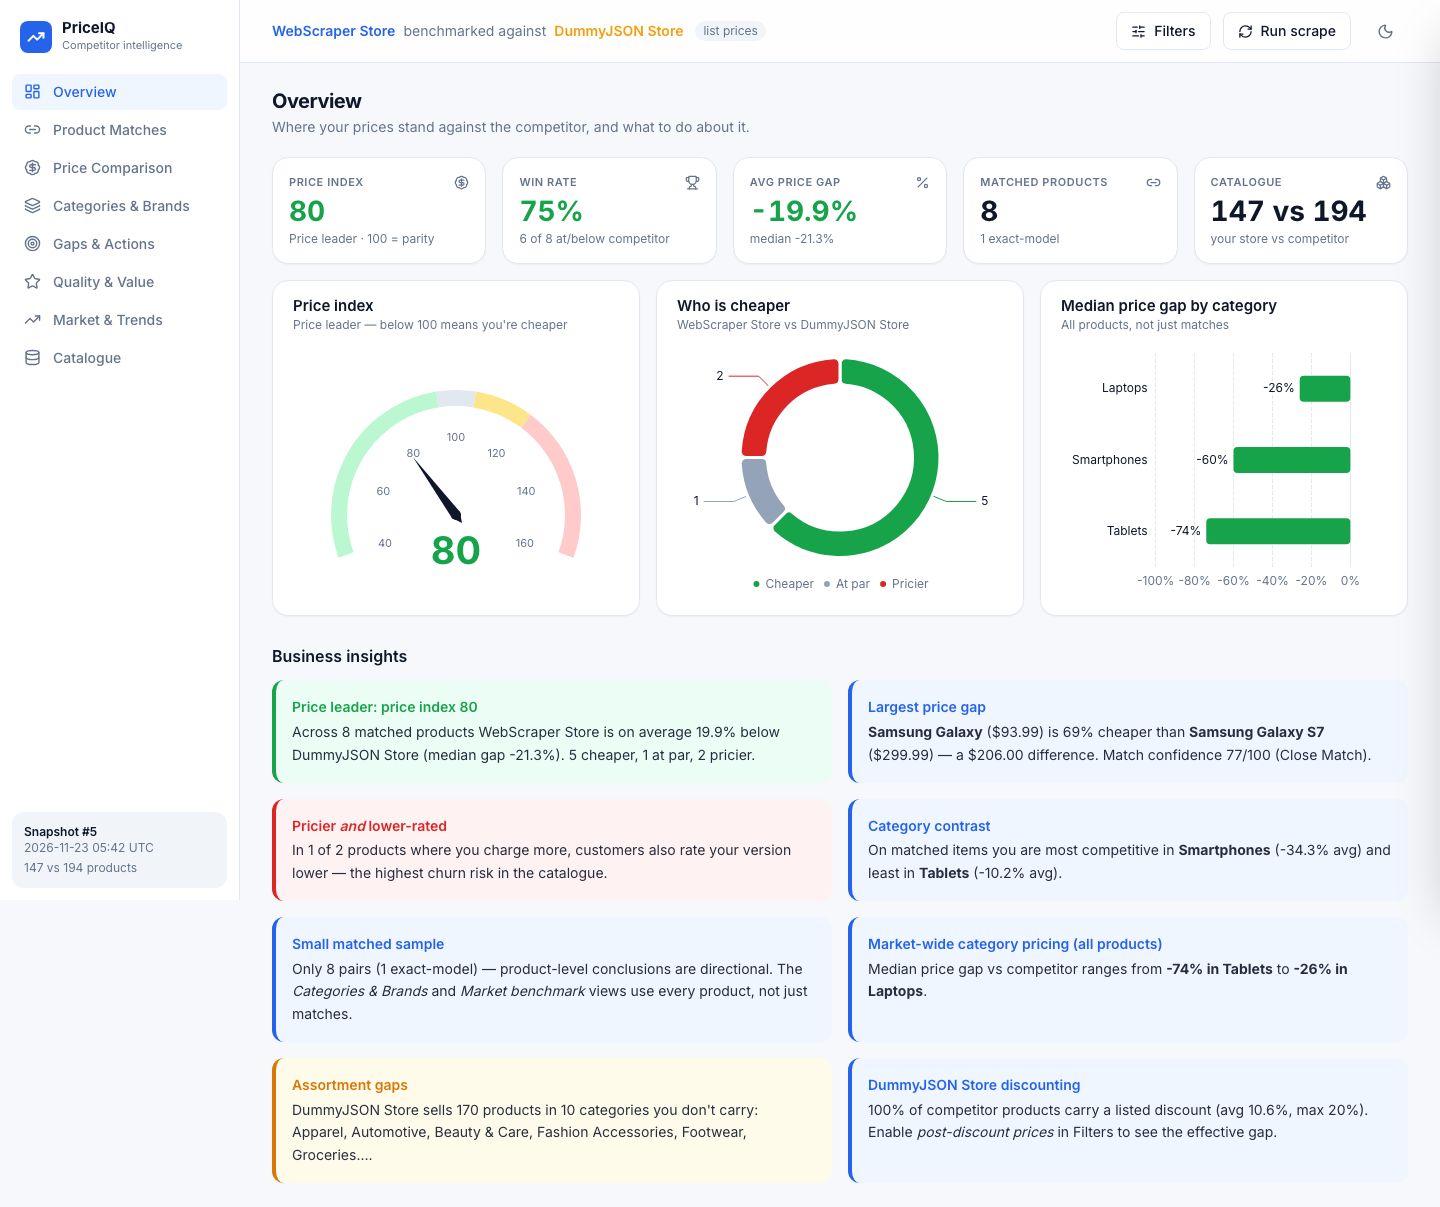 PriceIQ
Competitor intelligence
Overview
Product Matches
Price Comparison
Categories & Brands
Gaps & Actions
Quality & Value
Market & Trends
Catalogue
Snapshot #5
2026-11-23 05:42 UTC
147 vs 194 products
WebScraper Store benchmarked against DummyJSON Store list prices
Filters
Run scrape
Overview
Where your prices stand against the competitor, and what to do about it.
PRICE INDEX
80
Price leader · 100 = parity
WIN RATE
75%
6 of 8 at/below competitor
AVG PRICE GAP
-19.9%
median -21.3%
MATCHED PRODUCTS
8
1 exact-model
CATALOGUE
147 vs 194
your store vs competitor
Price index
Price leader — below 100 means you're cheaper
40
60
80
100
120
140
160
80
Who is cheaper
WebScraper Store vs DummyJSON Store
2
1
5
Cheaper
At par
Pricier
Median price gap by category
All products, not just matches
Laptops
-26%
Smartphones
-60%
Tablets
-74%
-100% -80% -60% -40% -20% 0%
Business insights
Price leader: price index 80
Across 8 matched products WebScraper Store is on average 19.9% below
DummyJSON Store (median gap -21.3%). 5 cheaper, 1 at par, 2 pricier.
Largest price gap
Samsung Galaxy ($93.99) is 69% cheaper than Samsung Galaxy S7
($299.99) — a $206.00 difference. Match confidence 77/100 (Close Match).
Pricier and lower-rated
In 1 of 2 products where you charge more, customers also rate your version
lower — the highest churn risk in the catalogue.
Category contrast
On matched items you are most competitive in Smartphones (-34.3% avg) and
least in Tablets (-10.2% avg).
Small matched sample
Only 8 pairs (1 exact-model) — product-level conclusions are directional. The
Categories & Brands and Market benchmark views use every product, not just
matches.
Market-wide category pricing (all products)
Median price gap vs competitor ranges from -74% in Tablets to -26% in
Laptops.
Assortment gaps
DummyJSON Store sells 170 products in 10 categories you don't carry:
Apparel, Automotive, Beauty & Care, Fashion Accessories, Footwear,
Groceries....
DummyJSON Store discounting
100% of competitor products carry a listed discount (avg 10.6%, max 20%).
Enable post-discount prices in Filters to see the effective gap.